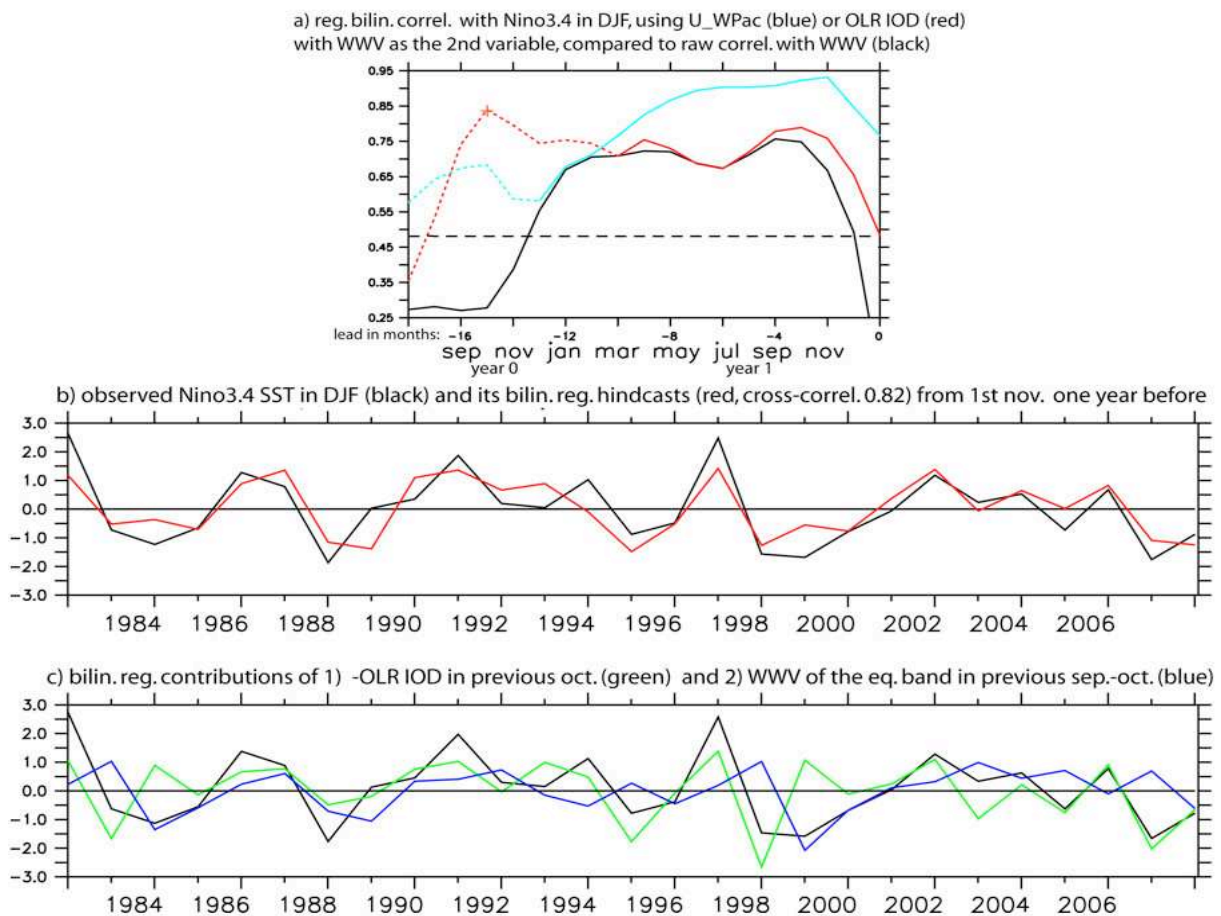 a) reg. bilin. correl. with Nino3.4 in DJF, using U_WPac (blue) or OLR IOD (red)
with WWV as the 2nd variable, compared to raw correl. with WWV (black)
0.95
0.85
0.75
0.65
0.55
0.45
0.35
0.25
lead in months: -16 -12 -8 -4 0
sep nov jan mar may jul sep nov
year 0 year 1
b) observed Nino3.4 SST in DJF (black) and its bilin. reg. hindcasts (red, cross-correl. 0.82) from 1st nov. one year before
3.0
2.0
1.0
0.0
-1.0
-2.0
-3.0
1984 1986 1988 1990 1992 1994 1996 1998 2000 2002 2004 2006
c) bilin. reg. contributions of 1) -OLR IOD in previous oct. (green) and 2) WWV of the eq. band in previous sep.-oct. (blue)
3.0
2.0
1.0
0.0
-1.0
-2.0
-3.0
1984 1986 1988 1990 1992 1994 1996 1998 2000 2002 2004 2006